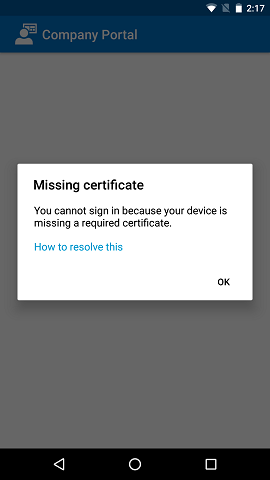 2:17
Company Portal
Missing certificate
You cannot sign in because your device is
missing a required certificate.
How to resolve this
OK